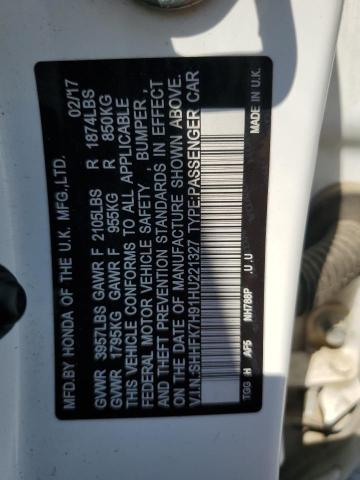 MFD.BY HONDA OF THE U.K. MFG.,LTD. 02/17
GVWR 3957LBS GAWR F 2105LBS R 1874LBS
GVWR 1795KG GAWR F 955KG R 850KG
THIS VEHICLE CONFORMS TO ALL APPLICABLE
FEDERAL MOTOR VEHICLE SAFETY , BUMPER ,
AND THEFT PREVENTION STANDARDS IN EFFECT
ON THE DATE OF MANUFACTURE SHOWN ABOVE.
V.I.N.:SHHFK7H91HU221327 TYPE:PASSENGER CAR
TGG H AF5 NH788P .U.U MADE IN U.K.